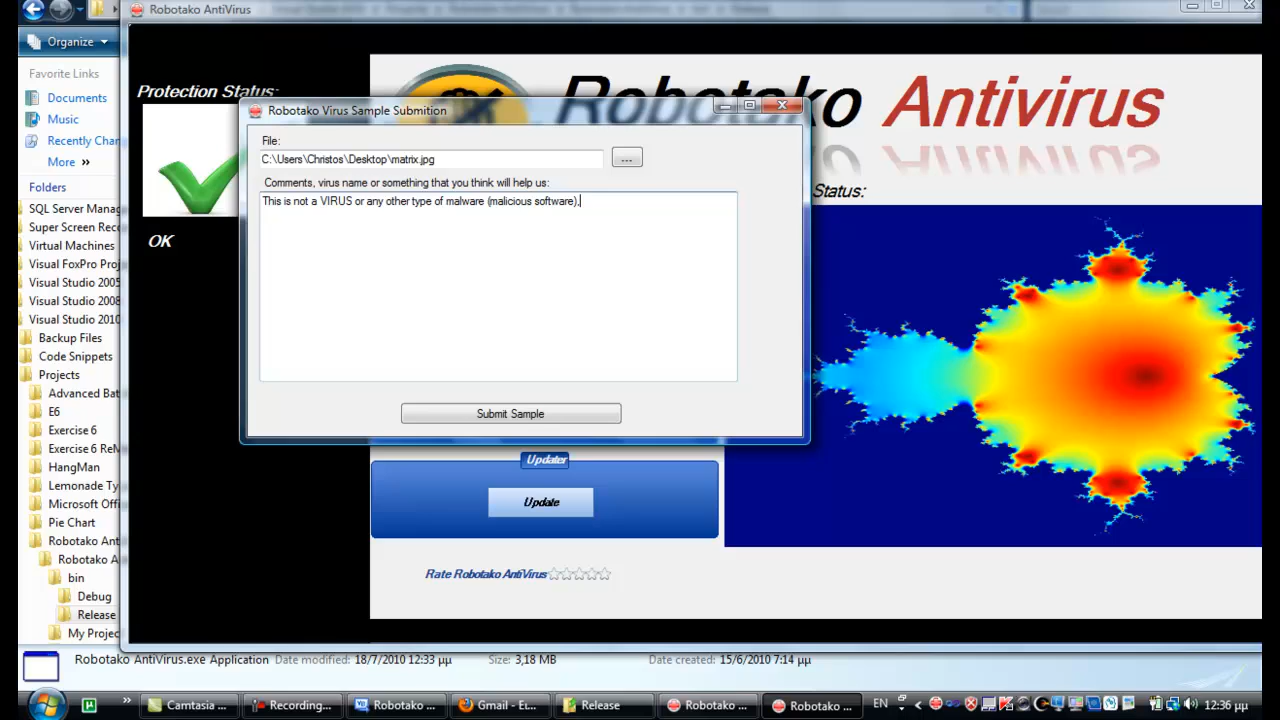 Robotako AntiVirus
Organize
Favorite Links
Documents
Music
Recently Char
More »
Folders
SQL Server Manag
Super Screen Reco
Virtual Machines
Visual FoxPro Proj
Visual Studio 2005
Visual Studio 2008
Visual Studio 2010
Backup Files
Code Snippets
Projects
Advanced Bat
E6
Exercise 6
Exercise 6 ReM
HangMan
Lemonade Ty
Microsoft Offi
Pie Chart
Robotako Ant
Robotako A
bin
Debug
Release
My Project
Protection Status:
OK
Robotako Antivirus
Status:
Robotako Virus Sample Submition
File:
C:\Users\Christos\Desktop\matrix.jpg
...
Comments, virus name or something that you think will help us:
This is not a VIRUS or any other type of malware (malicious software).
Submit Sample
Updater
Update
Rate Robotako AntiVirus
Robotako AntiVirus.exe Application
Date modified: 18/7/2010 12:33 μμ
Size: 3,18 MB
Date created: 15/6/2010 7:14 μμ
»
Camtasia ...
Recording...
Robotako ...
Gmail - Ει...
Release
Robotako ...
Robotako ...
EN
12:36 μμ